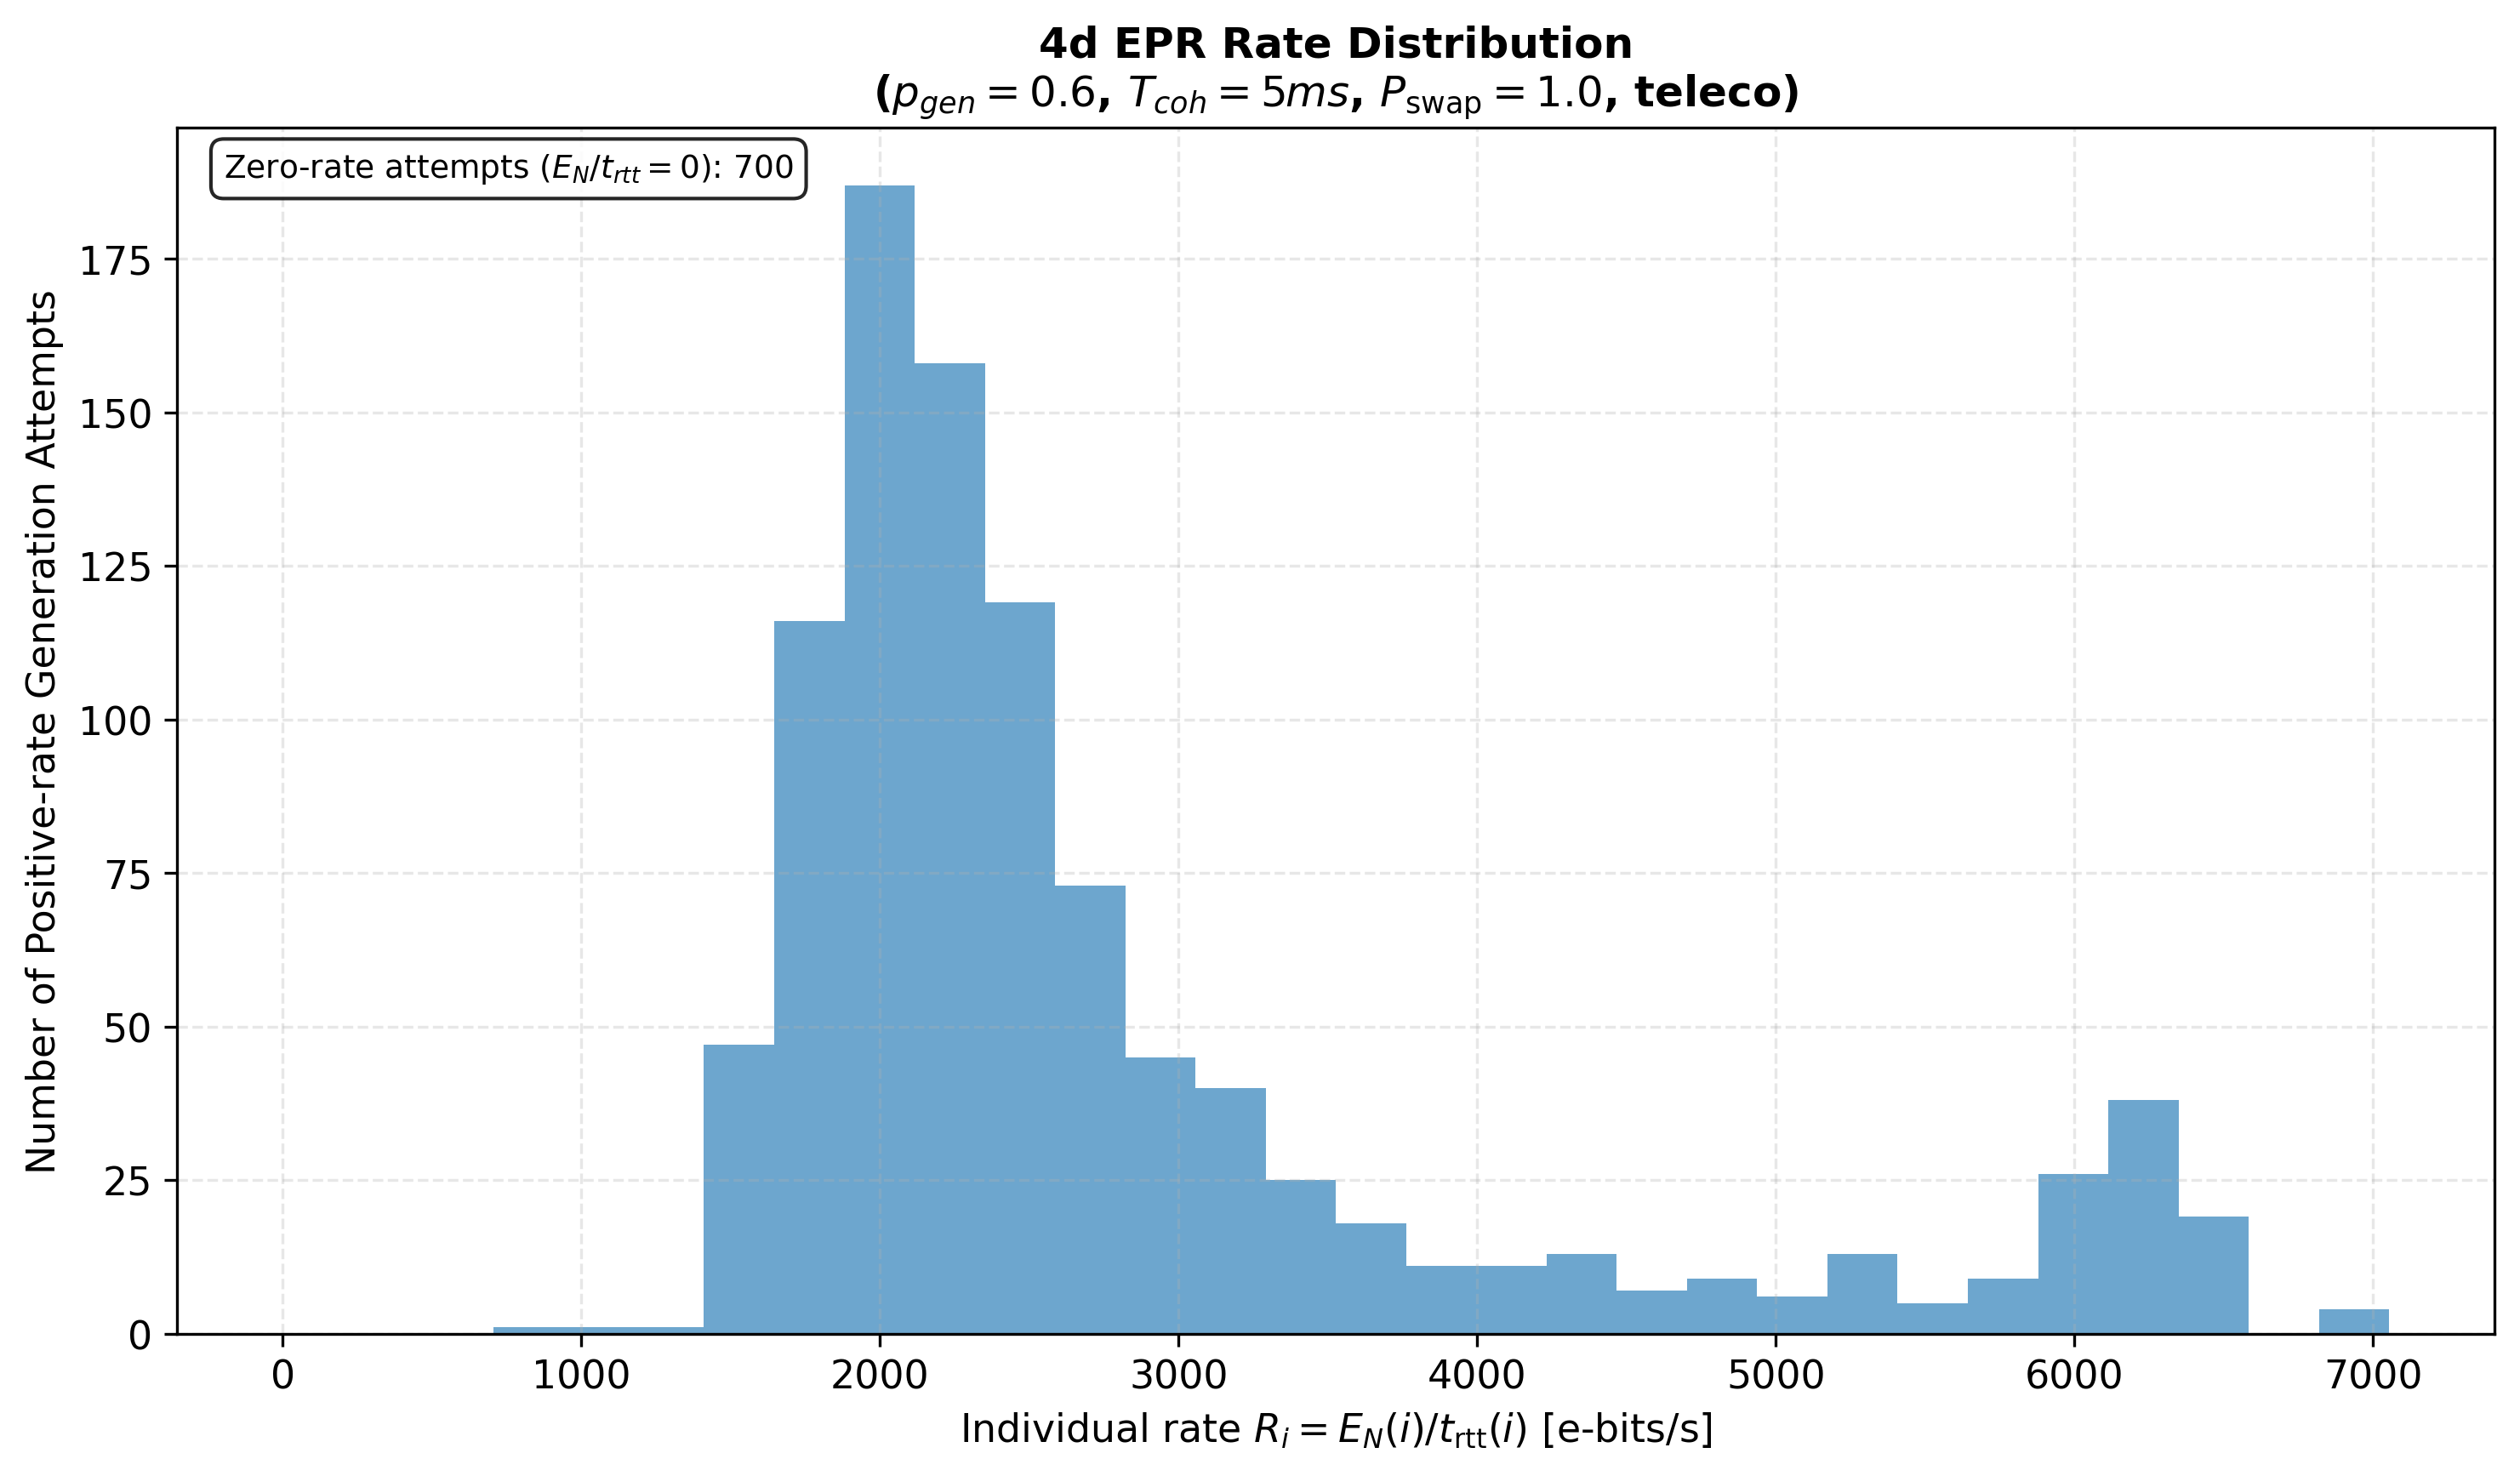 4d EPR Rate Distribution
(p_gen = 0.6, T_coh = 5ms, P_swap = 1.0, teleco)
Zero-rate attempts (E_N/t_rtt = 0): 700
Number of Positive-rate Generation Attempts
175
150
125
100
75
50
25
0
0 1000 2000 3000 4000 5000 6000 7000
Individual rate R_i = E_N(i)/t_rtt(i) [e-bits/s]